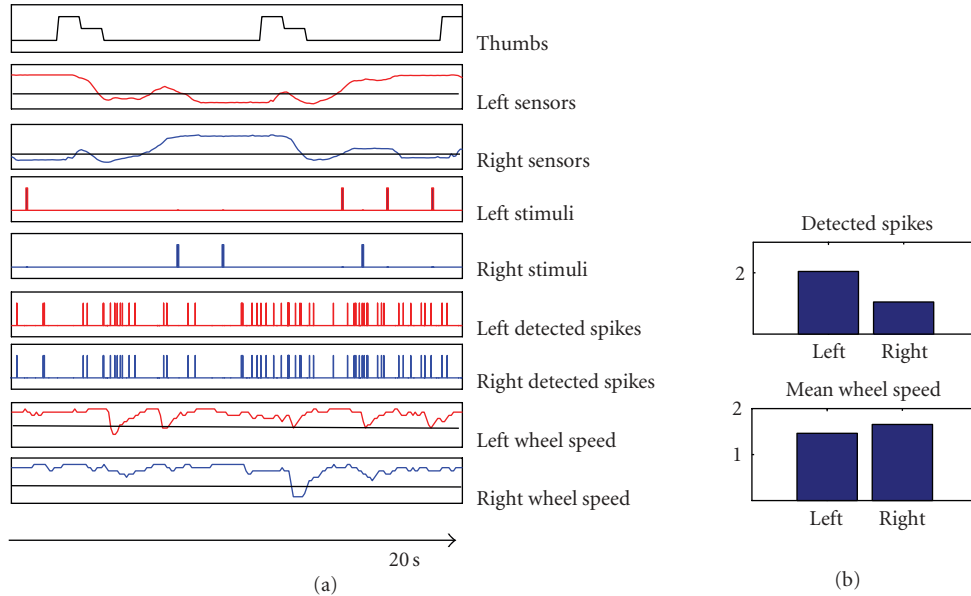 Thumbs
Left sensors
Right sensors
Left stimuli
Right stimuli
Left detected spikes
Right detected spikes
Left wheel speed
Right wheel speed
20 s
(a)
Detected spikes
2
Left Right
Mean wheel speed
2
1
Left Right
(b)